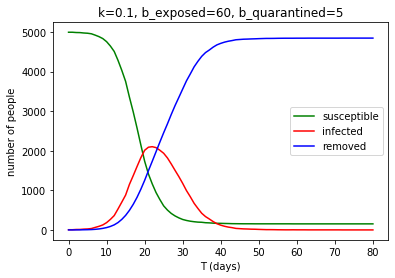 k=0.1, b_exposed=60, b_quarantined=5
number of people
5000
4000
3000
2000
1000
0
susceptible
infected
removed
0 10 20 30 40 50 60 70 80
T (days)